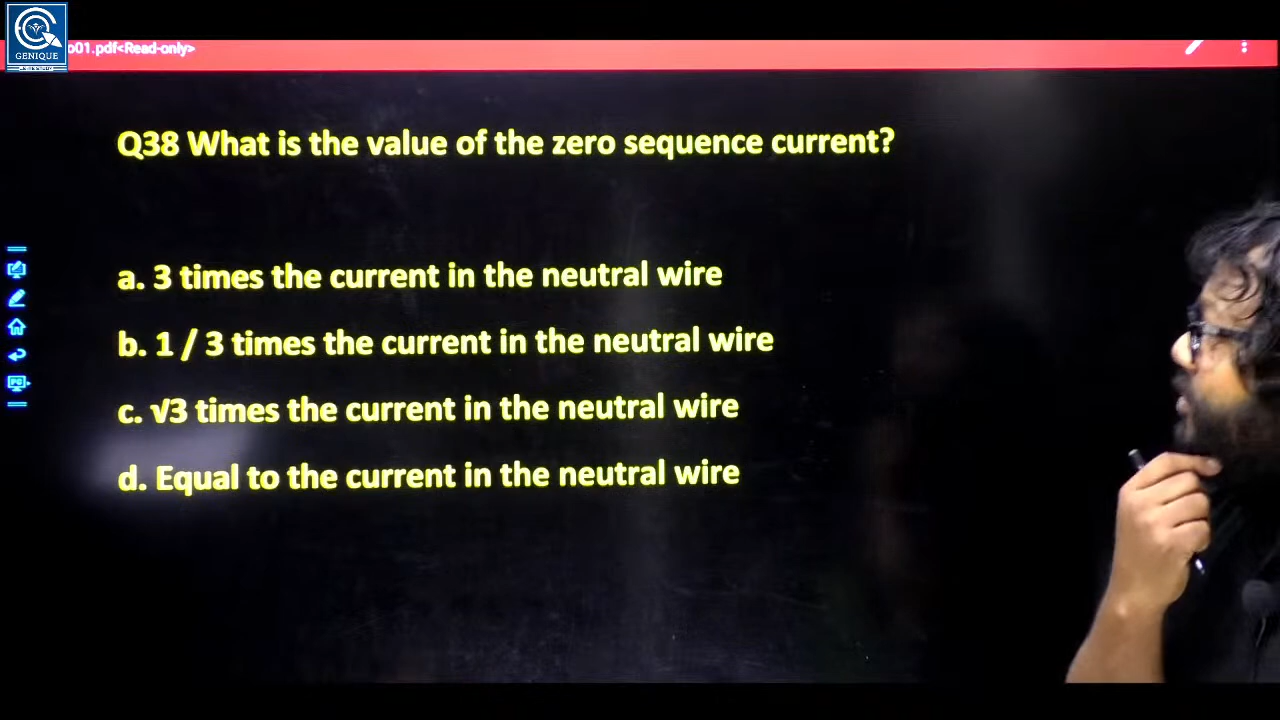 GENIQUE
o01.pdf<Read-only>
Q38 What is the value of the zero sequence current?
a. 3 times the current in the neutral wire
b. 1 / 3 times the current in the neutral wire
c. √3 times the current in the neutral wire
d. Equal to the current in the neutral wire